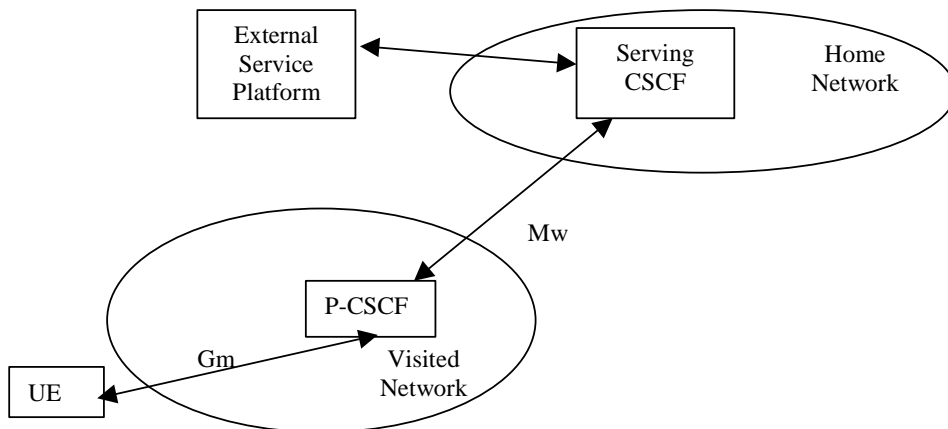 External
Service
Platform
Serving
CSCF
Home
Network
Mw
P-CSCF
Gm
Visited
Network
UE